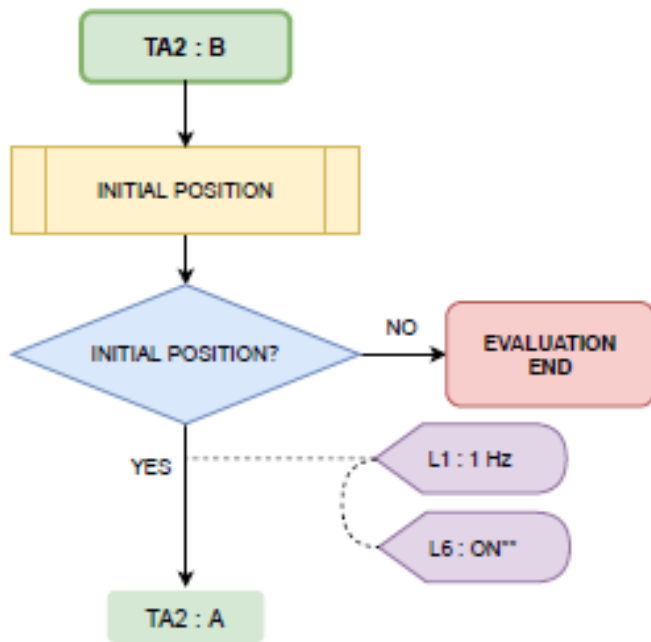 TA2 : B
INITIAL POSITION
INITIAL POSITION?
NO
EVALUATION
END
YES
L1 : 1 Hz
L6 : ON**
TA2 : A